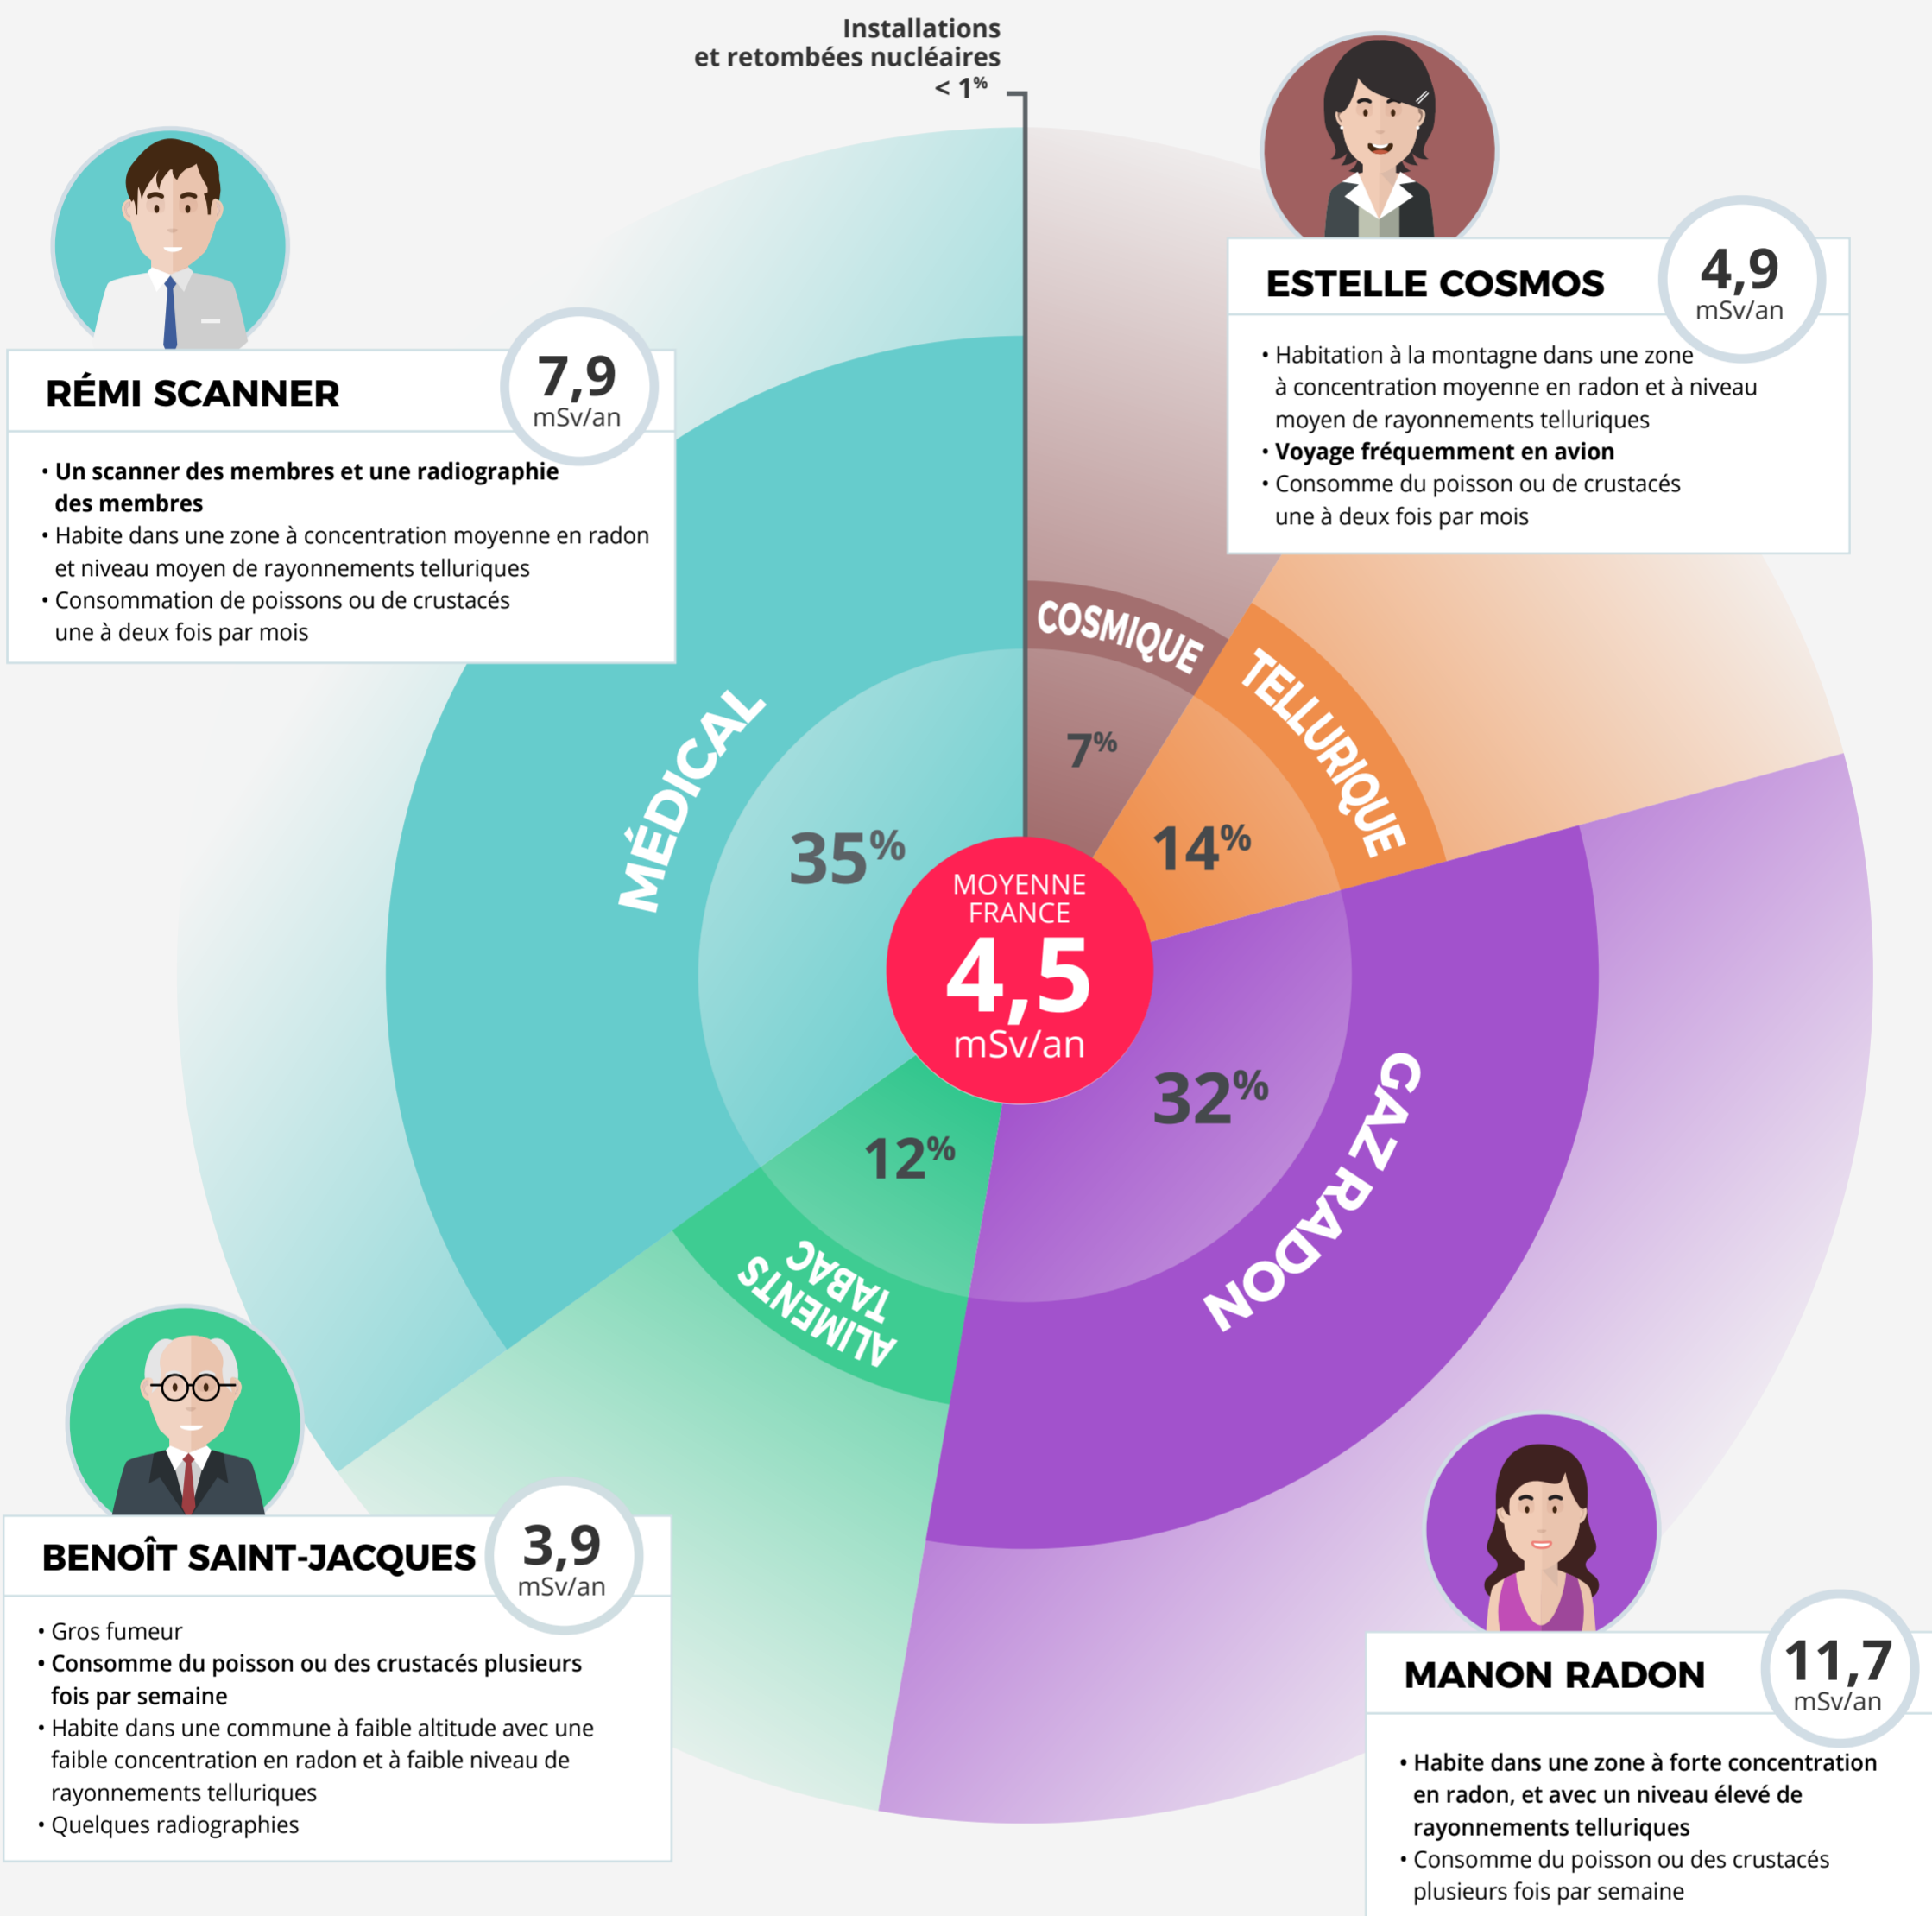 Installations
et retombées nucléaires
< 1%
RÉMI SCANNER
7,9
mSv/an
• Un scanner des membres et une radiographie
des membres
• Habite dans une zone à concentration moyenne en radon
et niveau moyen de rayonnements telluriques
• Consommation de poissons ou de crustacés
une à deux fois par mois
ESTELLE COSMOS
4,9
mSv/an
• Habitation à la montagne dans une zone
à concentration moyenne en radon et à niveau
moyen de rayonnements telluriques
• Voyage fréquemment en avion
• Consomme du poisson ou de crustacés
une à deux fois par mois
COSMIQUE
7%
TELLURIQUE
14%
MÉDICAL
35%
MOYENNE
FRANCE
4,5
mSv/an
GAZ RADON
32%
12%
ALIMENTS
TABAC
BENOÎT SAINT-JACQUES
3,9
mSv/an
• Gros fumeur
• Consomme du poisson ou des crustacés plusieurs
fois par semaine
• Habite dans une commune à faible altitude avec une
faible concentration en radon et à faible niveau de
rayonnements telluriques
• Quelques radiographies
MANON RADON
11,7
mSv/an
• Habite dans une zone à forte concentration
en radon, et avec un niveau élevé de
rayonnements telluriques
• Consomme du poisson ou des crustacés
plusieurs fois par semaine